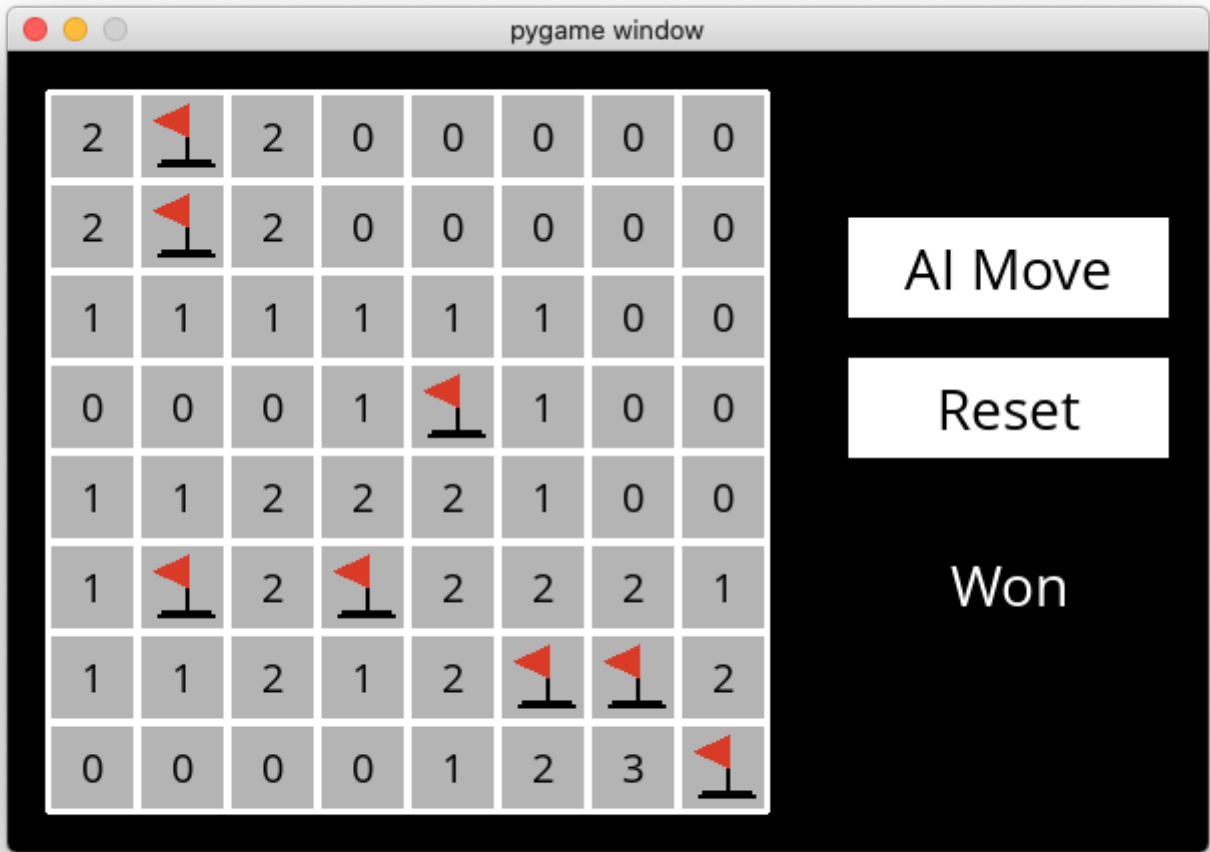 pygame window
2 2 0 0 0 0 0
2 2 0 0 0 0 0
1 1 1 1 1 1 0 0
0 0 0 1 1 0 0
1 1 2 2 2 1 0 0
1 2 2 2 2 1
1 1 2 1 2 2
0 0 0 0 1 2 3
AI Move
Reset
Won